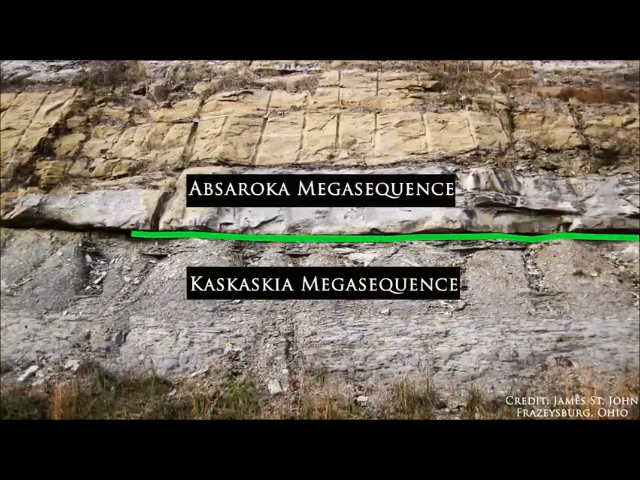 Absaroka Megasequence
Kaskaskia Megasequence
Credit: James St. John
Frazeysburg, Ohio